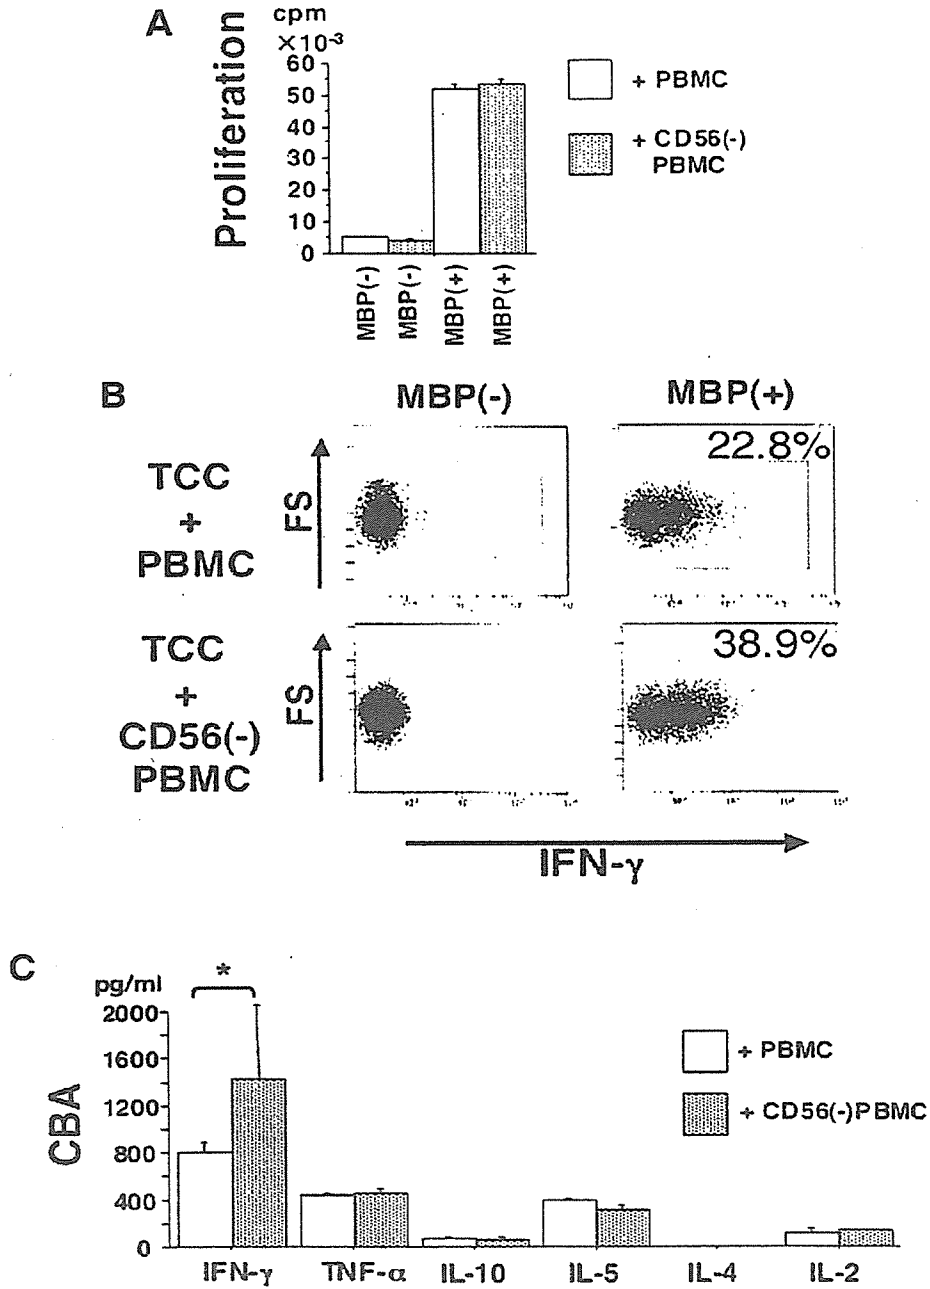 A
Proliferation
cpm
×10-3
60
50
40
30
20
10
0
MBP(-)
MBP(-)
MBP(+)
MBP(+)
+ PBMC
+ CD56(-)
PBMC
B
MBP(-)
MBP(+)
TCC
+
PBMC
FS
22.8%
TCC
+
CD56(-)
PBMC
FS
38.9%
IFN-γ
C
pg/ml
CBA
2000
1600
1200
800
400
0
*
+ PBMC
+ CD56(-)PBMC
IFN-γ
TNF-α
IL-10
IL-5
IL-4
IL-2